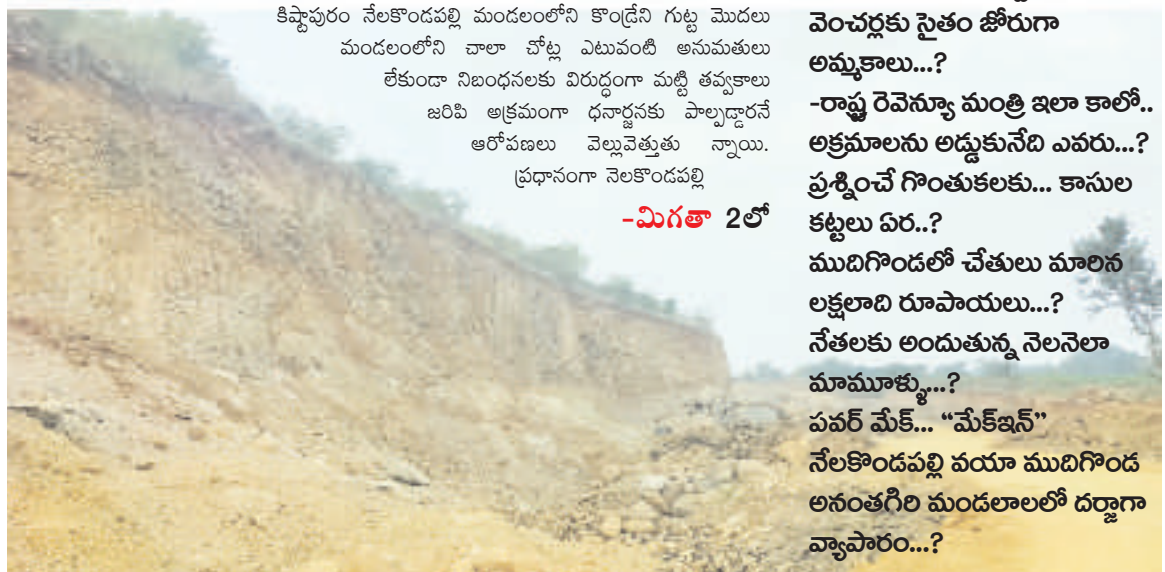 కిష్టాపురం నేలకొండపల్లి మండలంలోని కొండ్రేని గుట్ట మొదలు
మండలంలోని చాలా చోట్ల ఎటువంటి అనుమతులు
లేకుండా నిబంధనలకు విరుద్ధంగా మట్టి తవ్వకాలు
జరిపి అక్రమంగా ధనార్జనకు పాల్పడ్డారనే
ఆరోపణలు వెల్లువెత్తుతు న్నాయి.
ప్రధానంగా నెలకొండపల్లి
-మిగతా 2లో
వెంచర్లకు సైతం జోరుగా
అమ్మకాలు...?
-రాష్ట్ర రెవెన్యూ మంత్రి ఇలా కాలో..
అక్రమాలను అడ్డుకునేది ఎవరు...?
ప్రశ్నించే గొంతుకలకు... కాసుల
కట్టలు ఏర..?
ముదిగొండలో చేతులు మారిన
లక్షలాది రూపాయలు...?
నేతలకు అందుతున్న నెలనెలా
మామూళ్ళు...?
పవర్ మేక్... “మేక్ఇన్”
నేలకొండపల్లి వయా ముదిగొండ
అనంతగిరి మండలాలలో దర్జాగా
వ్యాపారం...?